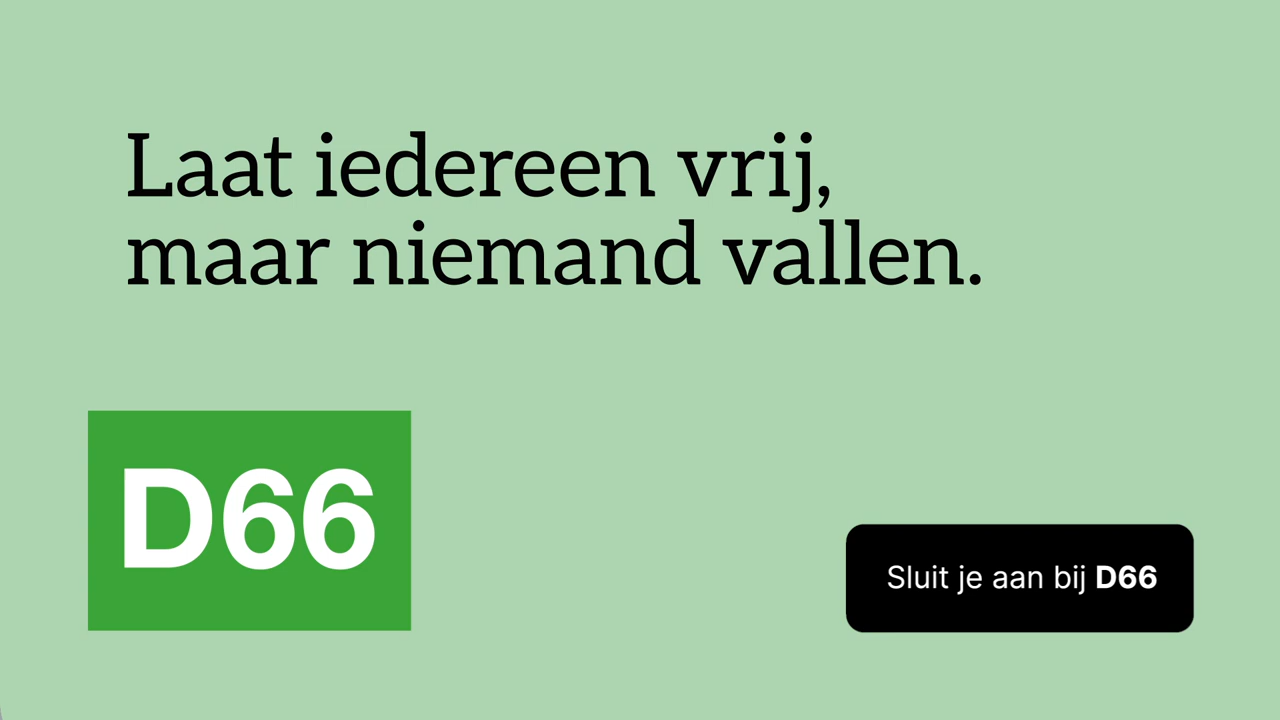 Laat iedereen vrij,
maar niemand vallen.
D66
Sluit je aan bij D66